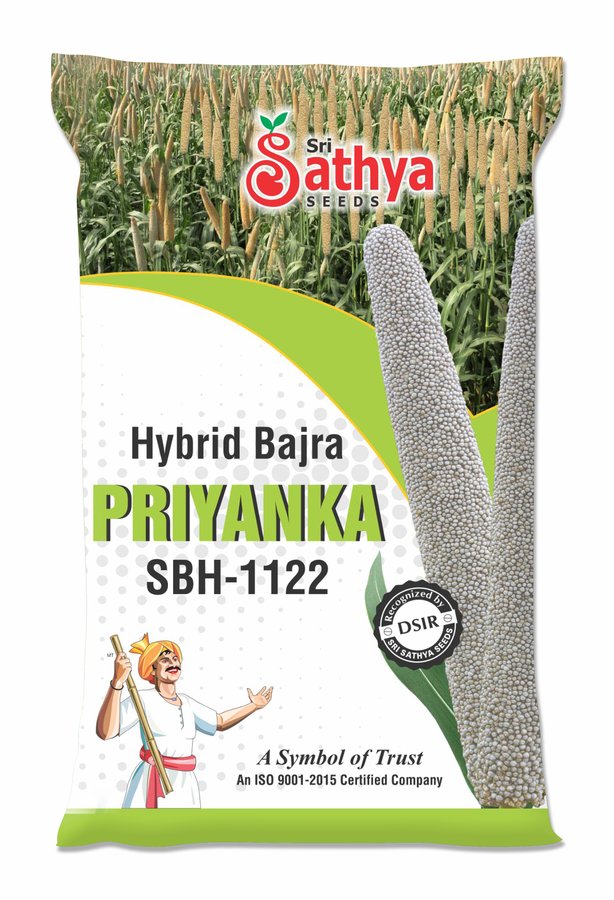 Sri
Sathya
SEEDS
Hybrid Bajra
PRIYANKA
SBH-1122
Recognized by
DSIR
SRI SATHYA SEEDS
A Symbol of Trust
An ISO 9001-2015 Certified Company